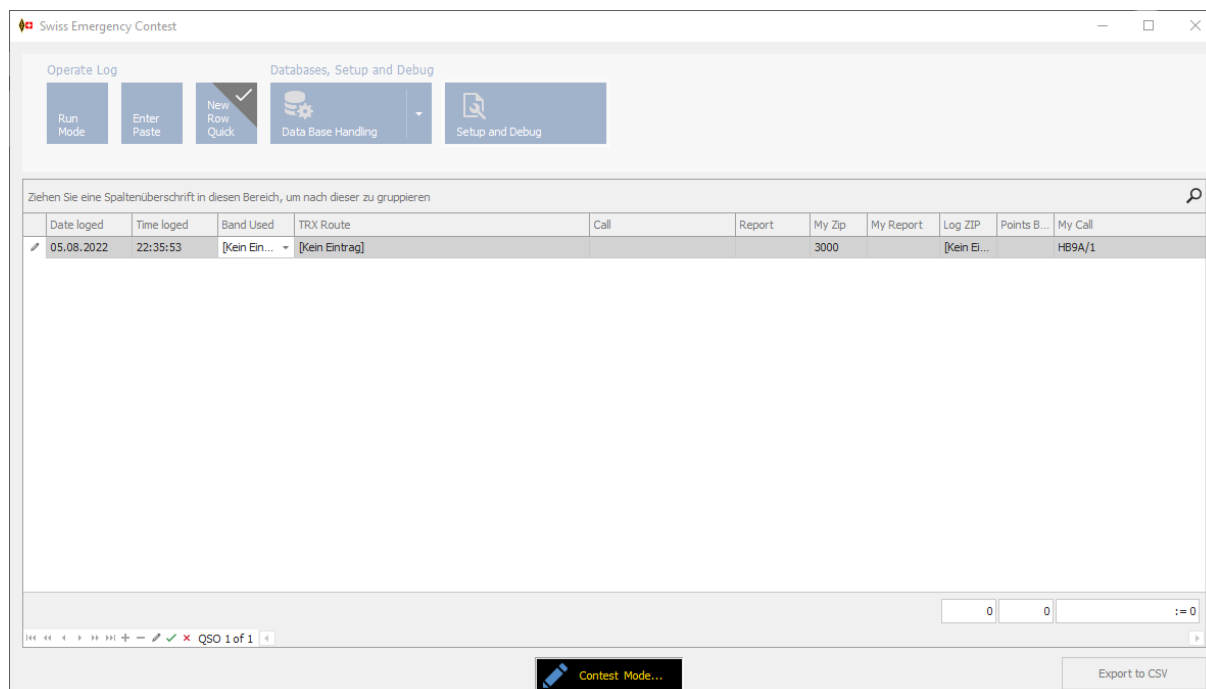 Swiss Emergency Contest
Operate Log
Databases, Setup and Debug
Run Mode
Enter Paste
New Row Quick
Data Base Handling
Setup and Debug
Ziehen Sie eine Spaltenüberschrift in diesen Bereich, um nach dieser zu gruppieren
Date loged Time loged Band Used TRX Route Call Report My Zip My Report Log ZIP Points B... My Call
05.08.2022 22:35:53 [Kein Ein... [Kein Eintrag] 3000 [Kein Ei... HB9A/1
0 0 := 0
QSO 1 of 1
Contest Mode...
Export to CSV